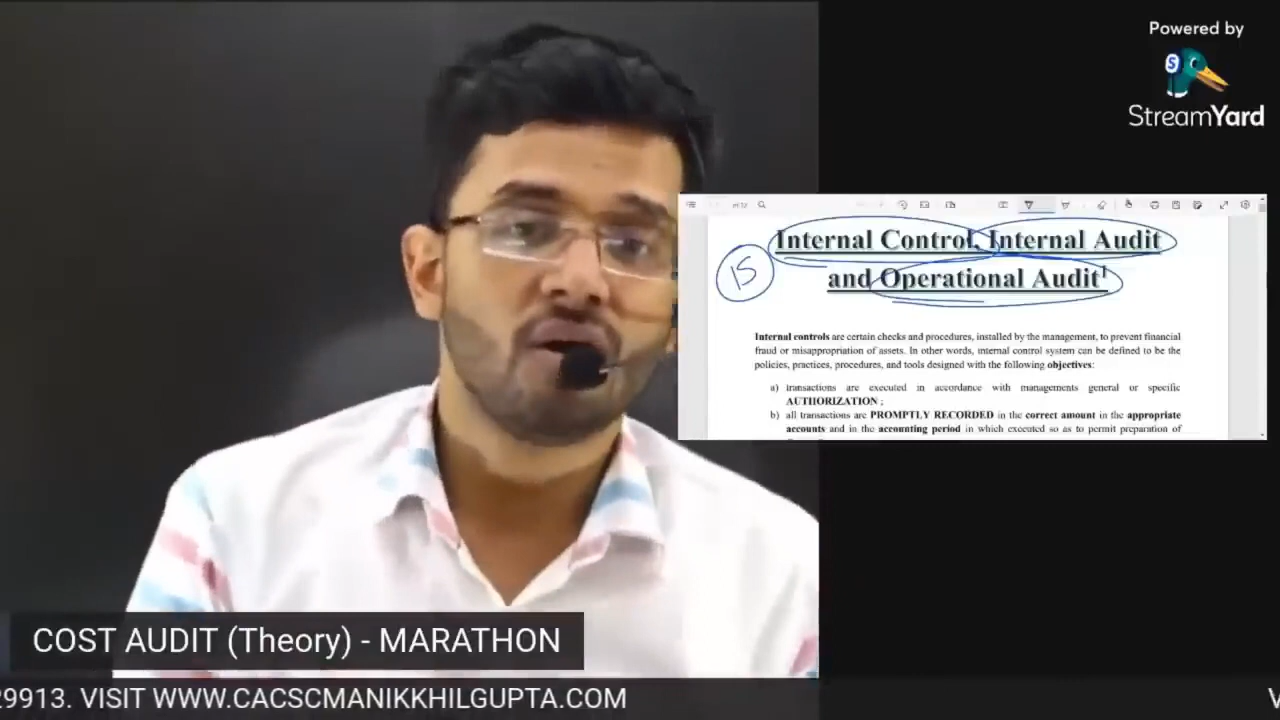 Powered by
S
StreamYard
Internal Control, Internal Audit
and Operational Audit¹
15
Internal controls are certain checks and procedures, installed by the management, to prevent financial
fraud or misappropriation of assets. In other words, internal control system can be defined to be the
policies, practices, procedures, and tools designed with the following objectives:
a) transactions are executed in accordance with managements general or specific
AUTHORIZATION ;
b) all transactions are PROMPTLY RECORDED in the correct amount in the appropriate
accounts and in the accounting period in which executed so as to permit preparation of
COST AUDIT (Theory) - MARATHON
29913. VISIT WWW.CACSCMANIKKHILGUPTA.COM
V